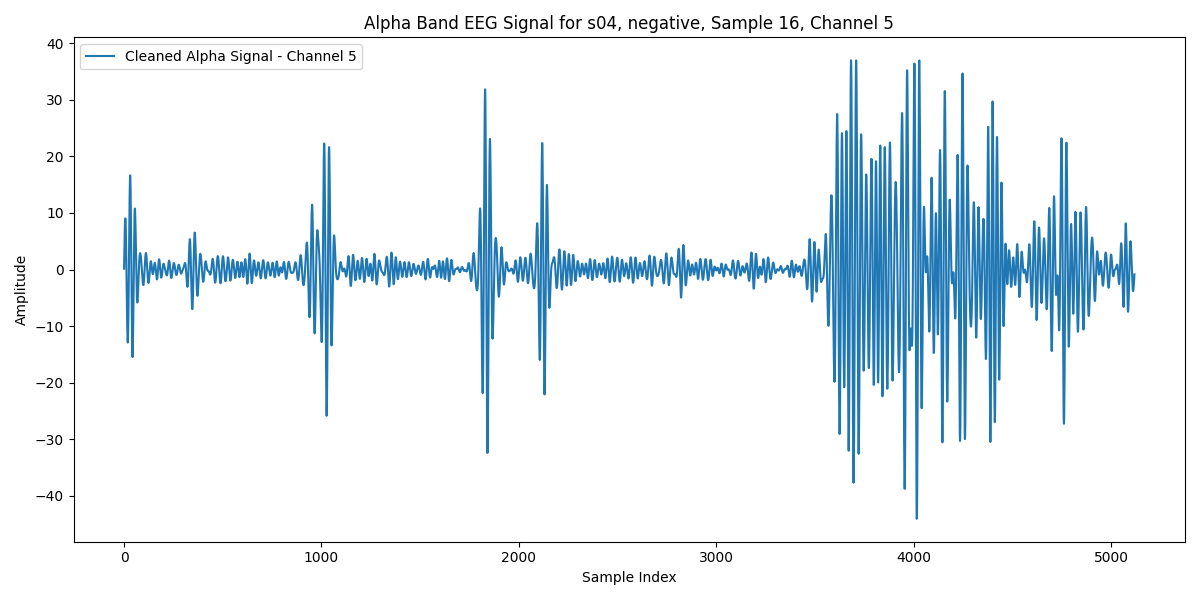 Alpha Band EEG Signal for s04, negative, Sample 16, Channel 5
Cleaned Alpha Signal - Channel 5
Amplitude
40
30
20
10
0
−10
−20
−30
−40
0 1000 2000 3000 4000 5000
Sample Index